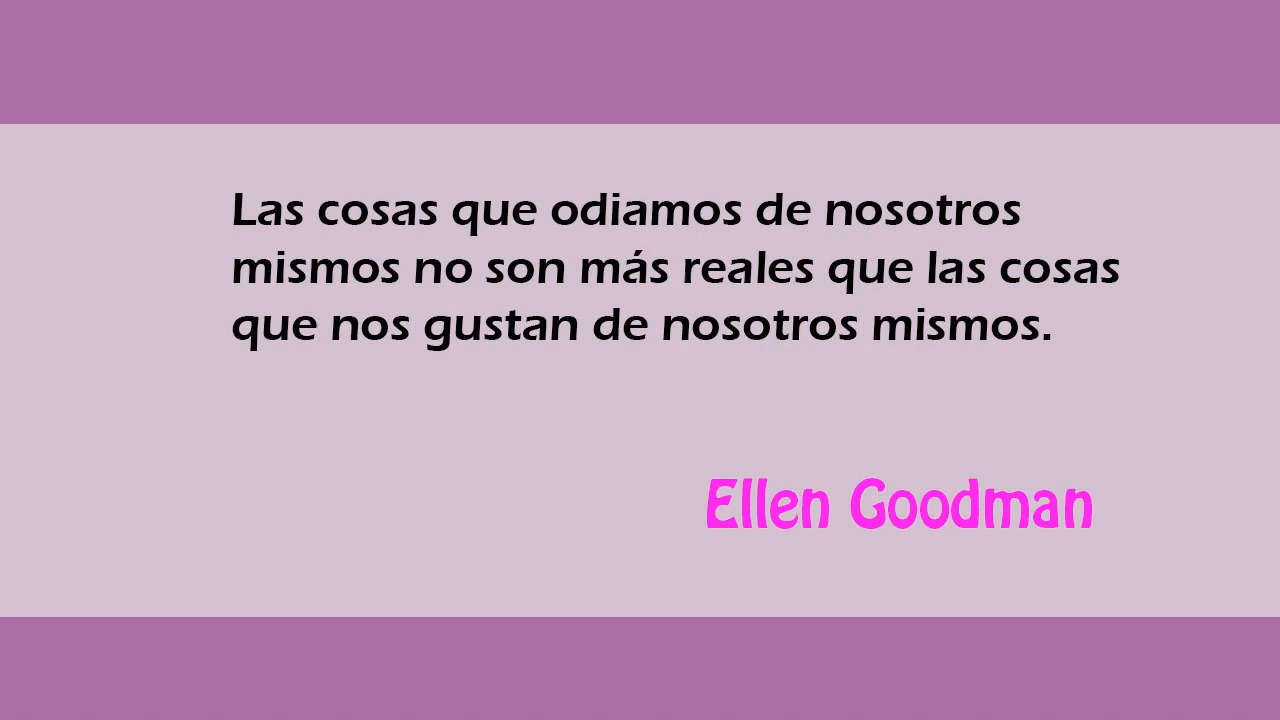 Las cosas que odiamos de nosotros
mismos no son más reales que las cosas
que nos gustan de nosotros mismos.
Ellen Goodman